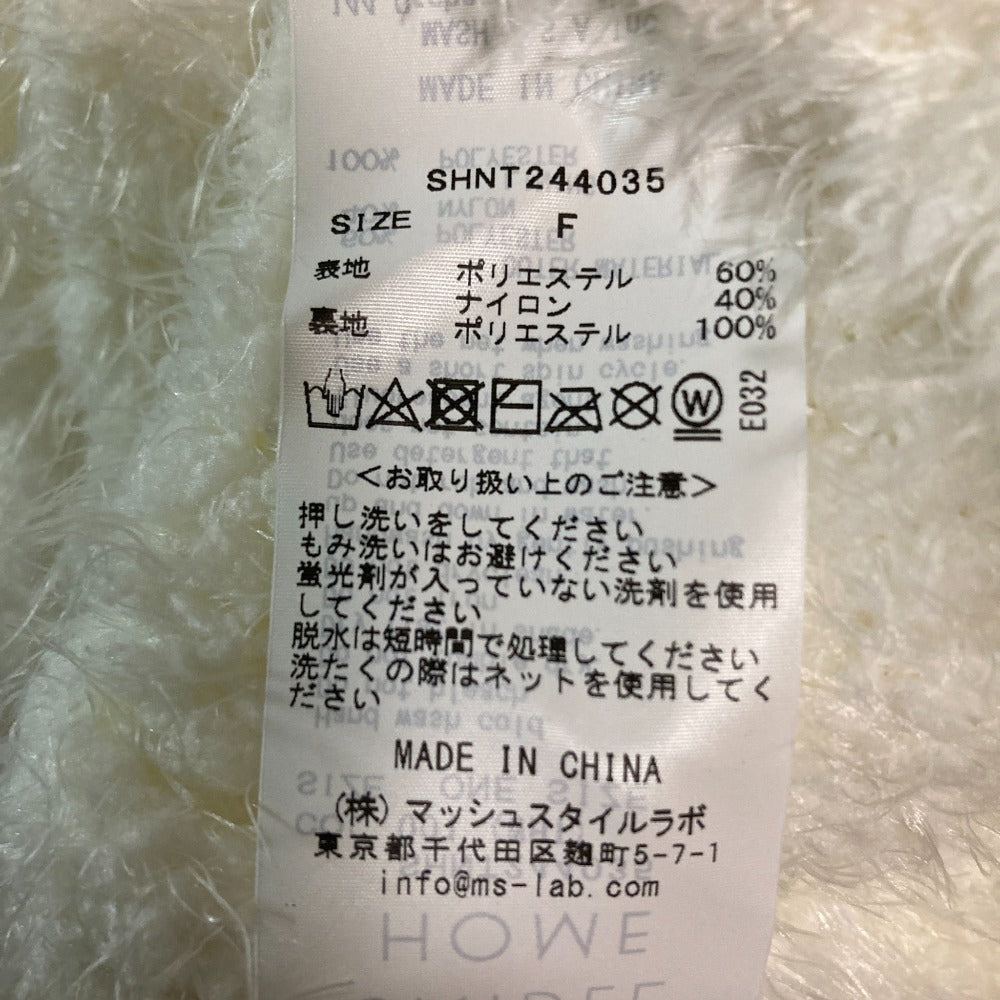 SHNT244035
SIZE F
表地 ポリエステル 60%
ナイロン 40%
裏地 ポリエステル 100%
W E032
<お取り扱い上のご注意>
押し洗いをしてください
もみ洗いはお避けください
蛍光剤が入っていない洗剤を使用
してください
脱水は短時間で処理してください
洗たくの際はネットを使用してく
ださい
MADE IN CHINA
(株)マッシュスタイルラボ
東京都千代田区麹町5-7-1
info@ms-lab.com